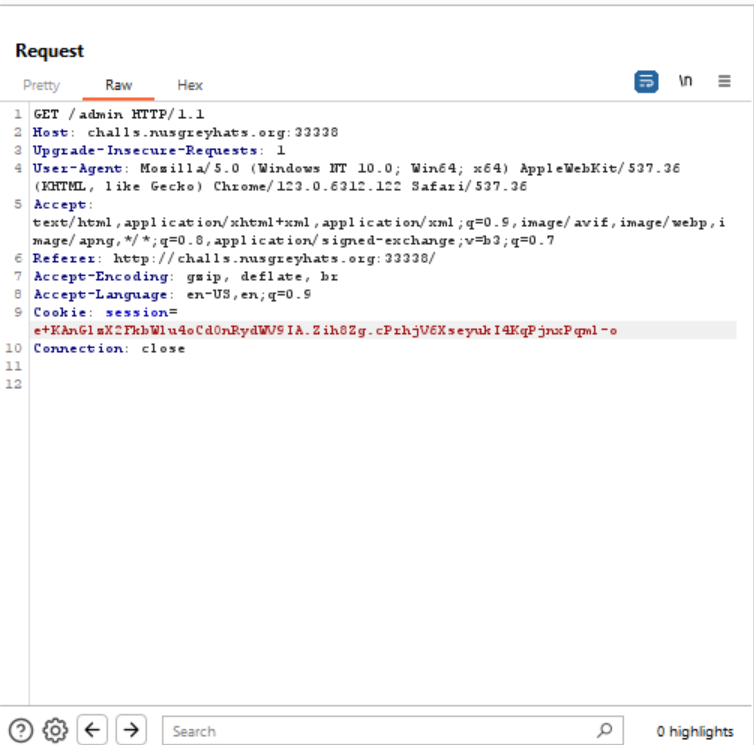 Request
Pretty Raw Hex \n
1 GET /admin HTTP/1.1
2 Host: challs.nusgreyhats.org:33338
3 Upgrade-Insecure-Requests: 1
4 User-Agent: Mozilla/5.0 (Windows NT 10.0; Win64; x64) AppleWebKit/537.36
(KHTML, like Gecko) Chrome/123.0.6312.122 Safari/537.36
5 Accept:
text/html,application/xhtml+xml,application/xml;q=0.9,image/avif,image/webp,i
mage/apng,*/*;q=0.8,application/signed-exchange;v=b3;q=0.7
6 Referer: http://challs.nusgreyhats.org:33338/
7 Accept-Encoding: gzip, deflate, br
8 Accept-Language: en-US,en;q=0.9
9 Cookie: session=
e+KAnGlzX2FkbWlu4oCdOnRydWV9IA.Zih8Zg.cPrhjV6XseyukI4KqPjnxPqml-o
10 Connection: close
11
12
Search 0 highlights